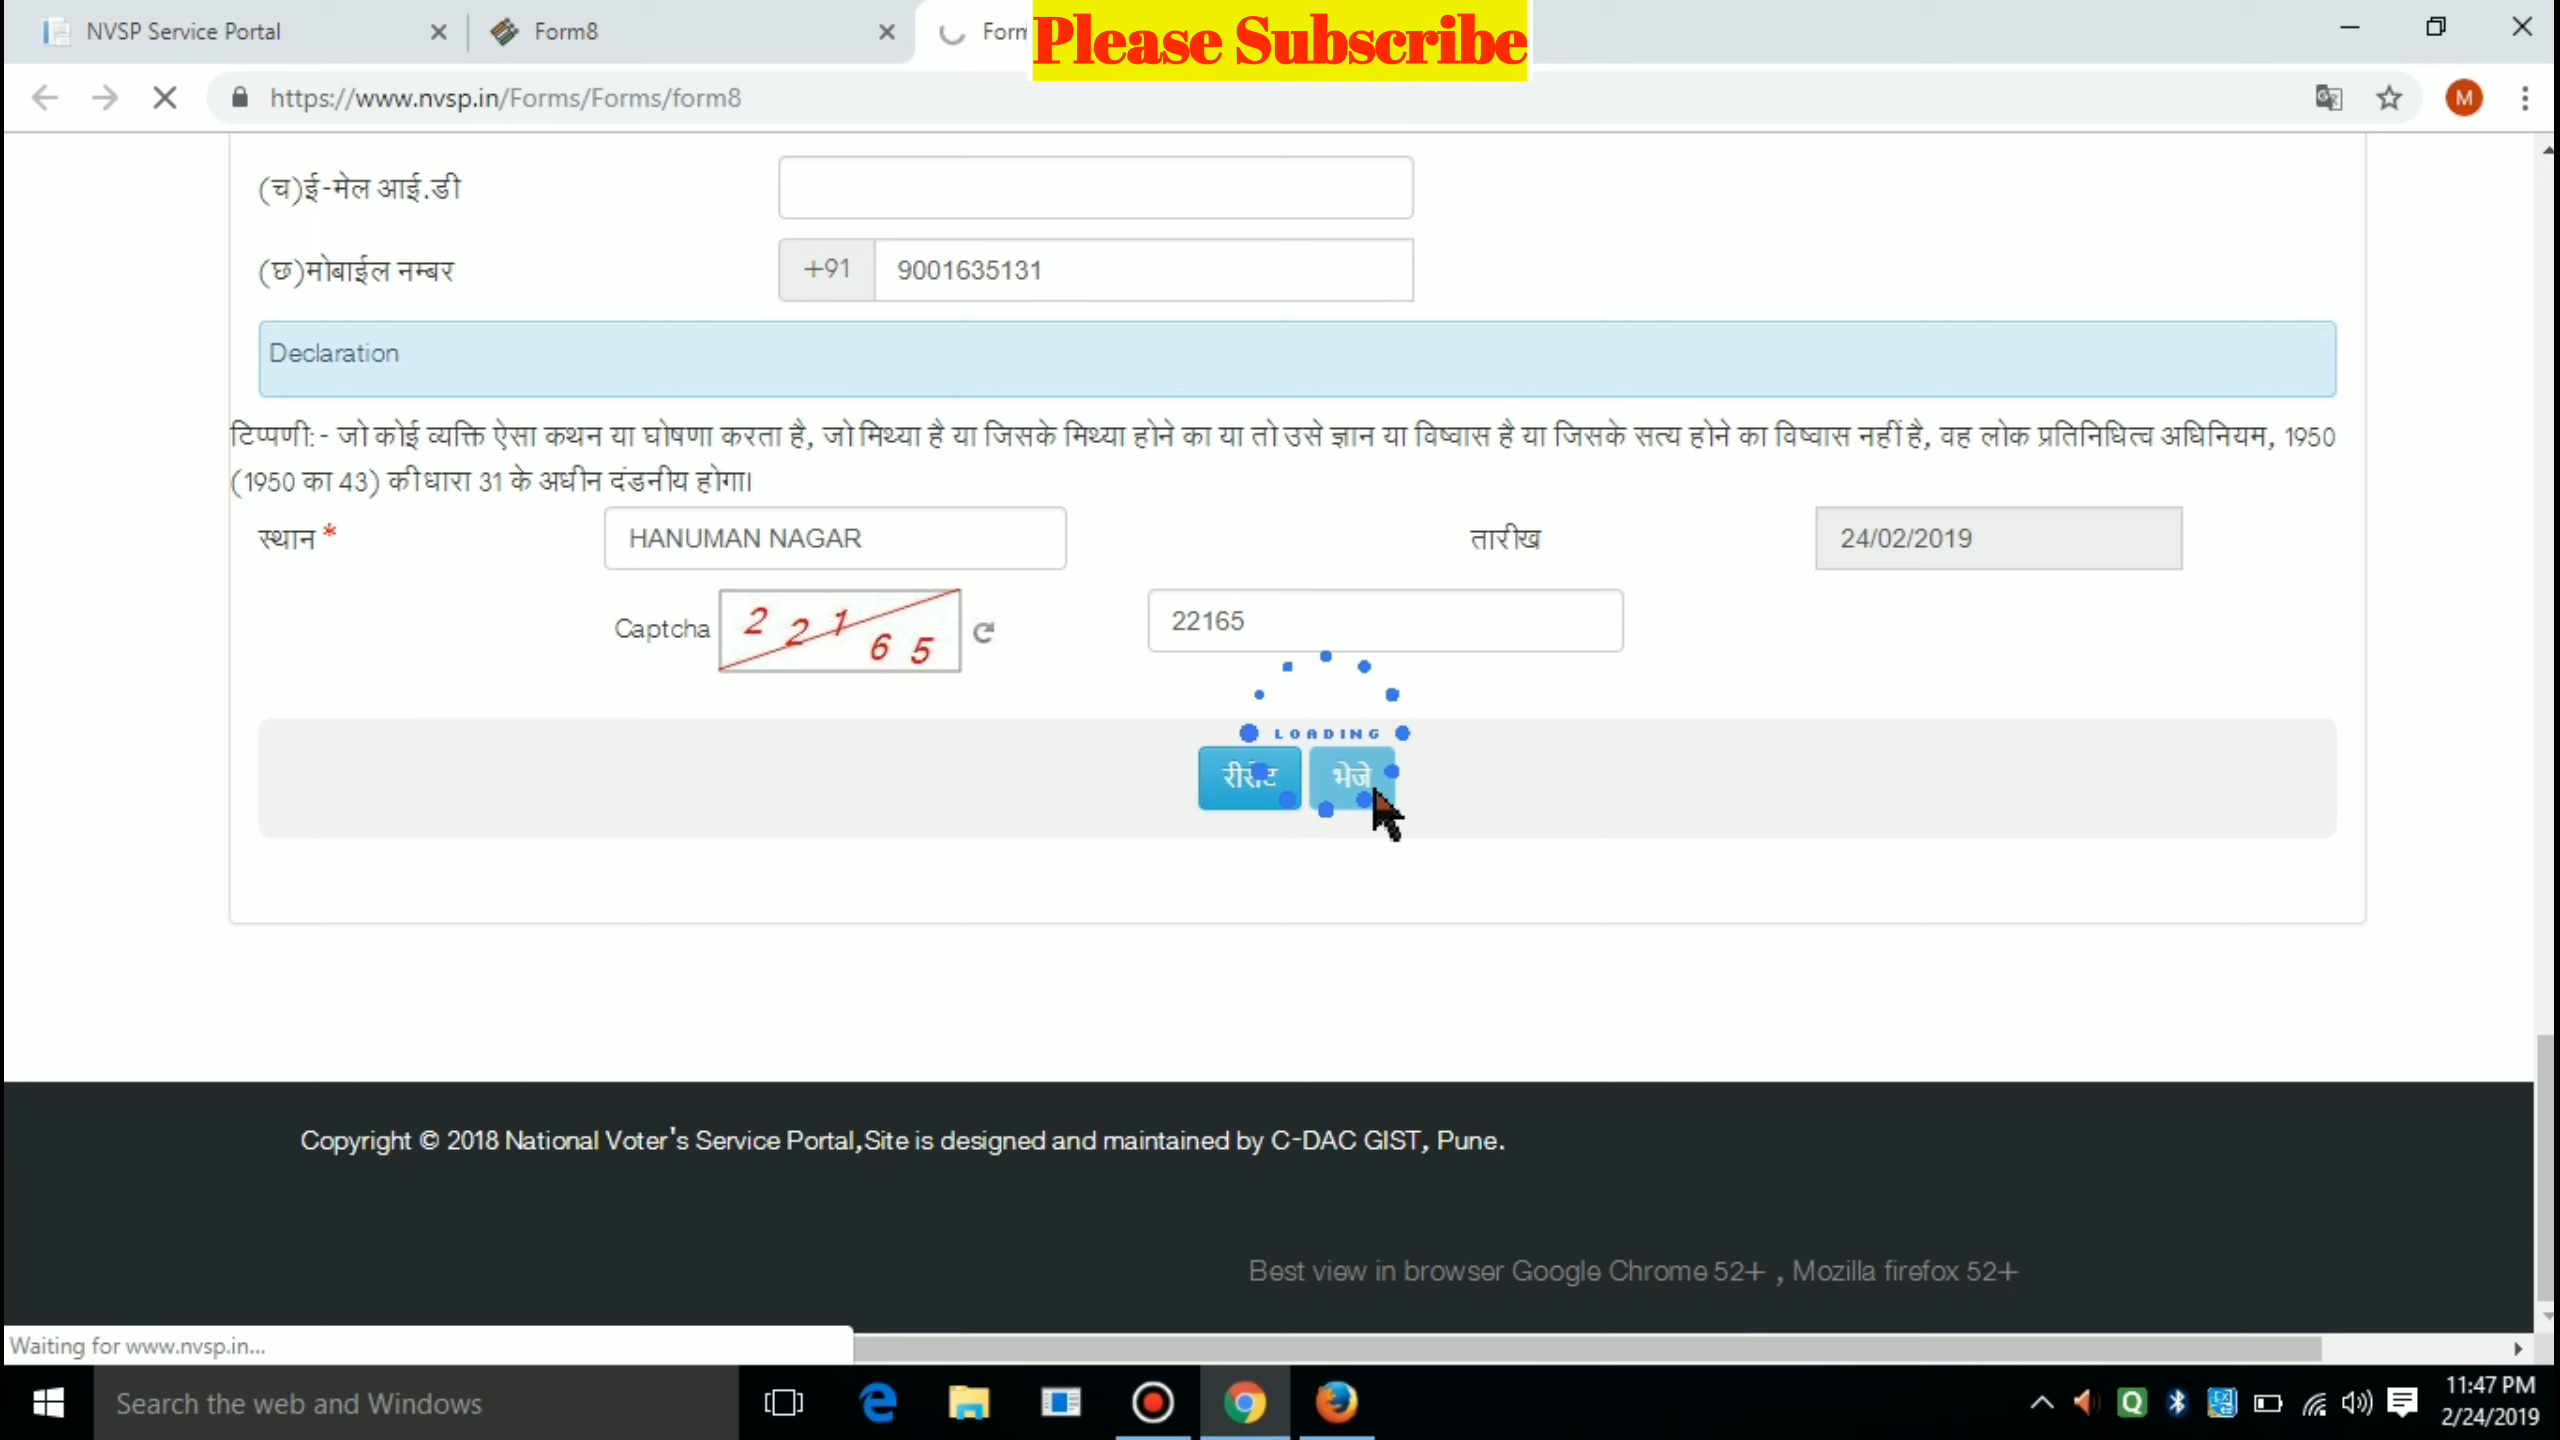 NVSP Service Portal
Form8
Form
Please Subscribe
https://www.nvsp.in/Forms/Forms/form8
M
(च)ई-मेल आई.डी
(छ)मोबाईल नम्बर
+91
9001635131
Declaration
टिप्पणी:- जो कोई व्यक्ति ऐसा कथन या घोषणा करता है, जो मिथ्या है या जिसके मिथ्या होने का या तो उसे ज्ञान या विष्वास है या जिसके सत्य होने का विष्वास नहीं है, वह लोक प्रतिनिधित्व अधिनियम, 1950
(1950 का 43) की धारा 31 के अधीन दंडनीय होगा।
स्थान *
HANUMAN NAGAR
तारीख
24/02/2019
Captcha
2 2 1 6 5
22165
LOADING
रीसेट
भेजे
Copyright © 2018 National Voter's Service Portal,Site is designed and maintained by C-DAC GIST, Pune.
Best view in browser Google Chrome 52+ , Mozilla firefox 52+
Waiting for www.nvsp.in...
Search the web and Windows
Q
11:47 PM
2/24/2019